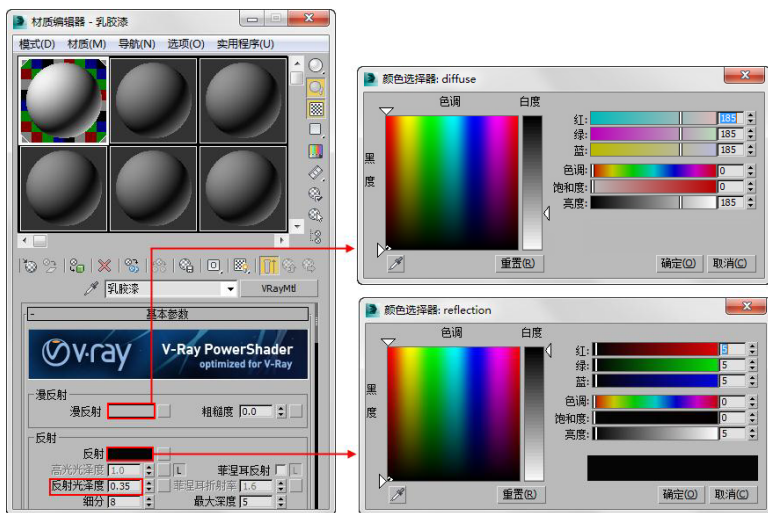 材质编辑器 - 乳胶漆
模式(D) 材质(M) 导航(N) 选项(O) 实用程序(U)
乳胶漆 VRayMtl
- 基本参数
v·ray V-Ray PowerShader
optimized for V-Ray
漫反射
漫反射 粗糙度 0.0
反射
反射
高光光泽度 1.0 L 菲涅耳反射 L
反射光泽度 0.35 菲涅耳折射率 1.6
细分 8 最大深度 5
颜色选择器: diffuse
色调 白度
黑
度
红: 185
绿: 185
蓝: 185
色调: 0
饱和度: 0
亮度: 185
重置(R) 确定(O) 取消(C)
颜色选择器: reflection
色调 白度
黑
度
红: 5
绿: 5
蓝: 5
色调: 0
饱和度: 0
亮度: 5
重置(R) 确定(O) 取消(C)